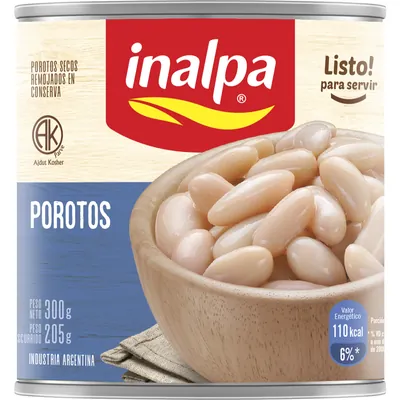 POROTOS SECOS
REMOJADOS EN
CONSERVA
inalpa
®
Listo!
para servir
AK
Parve
Ajdut Kosher
POROTOS
PESO
NETO 300g
PESO
ESCURRIDO 205g
INDUSTRIA ARGENTINA
Valor
Energético
110kcal
6%*